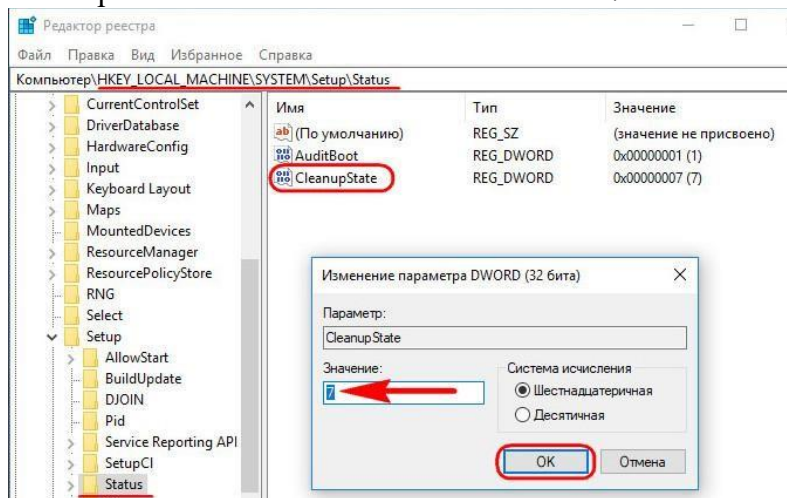 Редактор реестра
Файл Правка Вид Избранное Справка
Компьютер\HKEY_LOCAL_MACHINE\SYSTEM\Setup\Status
CurrentControlSet
DriverDatabase
HardwareConfig
Input
Keyboard Layout
Maps
MountedDevices
ResourceManager
ResourcePolicyStore
RNG
Select
Setup
AllowStart
BuildUpdate
DJOIN
Pid
Service Reporting API
SetupCl
Status
Имя Тип Значение
(По умолчанию) REG_SZ (значение не присвоено)
AuditBoot REG_DWORD 0x00000001 (1)
CleanupState REG_DWORD 0x00000007 (7)
Изменение параметра DWORD (32 бита)
Параметр:
CleanupState
Значение: Система исчисления
7 Шестнадцатеричная
Десятичная
OK Отмена